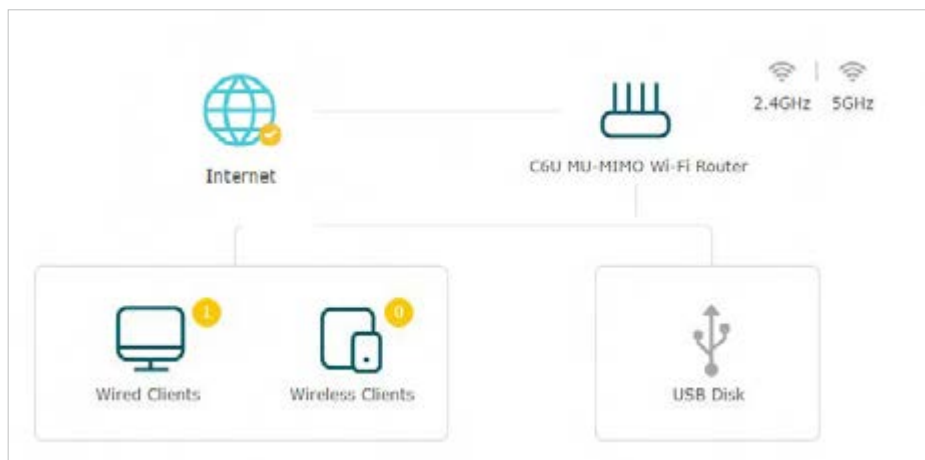 2.4GHz 5GHz
Internet
C6U MU-MIMO Wi-Fi Router
1
0
Wired Clients
Wireless Clients
USB Disk